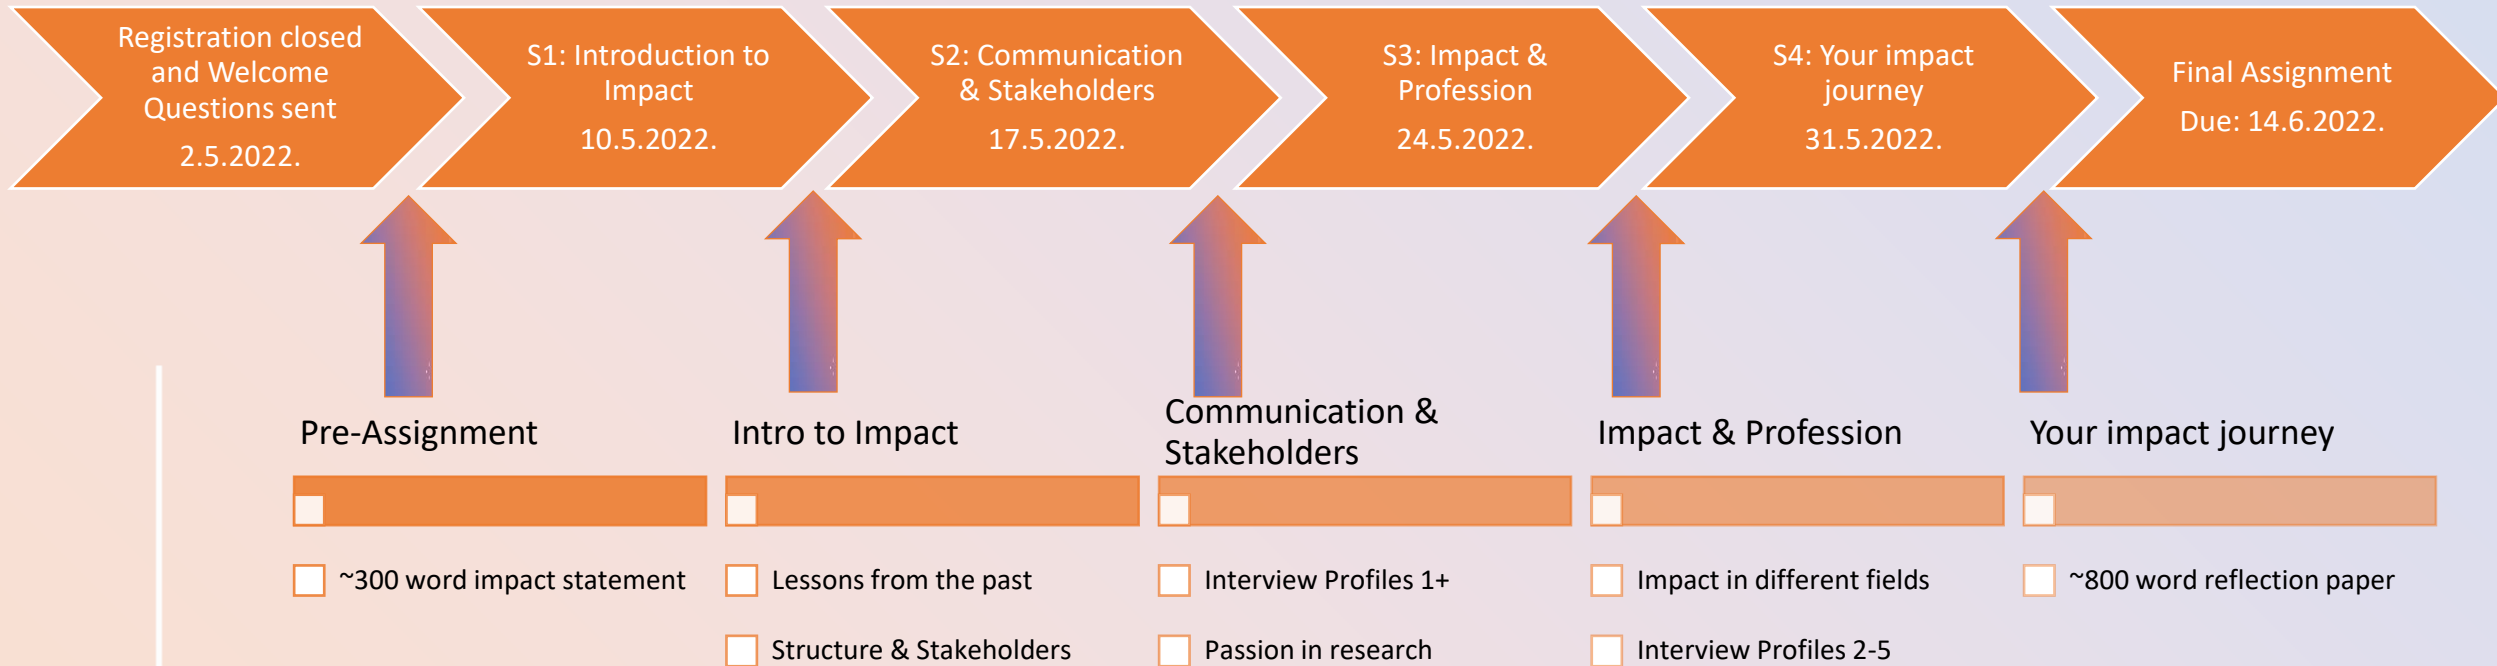 Registration closed
and Welcome
Questions sent
2.5.2022.
S1: Introduction to
Impact
10.5.2022.
S2: Communication
& Stakeholders
17.5.2022.
S3: Impact &
Profession
24.5.2022.
S4: Your impact
journey
31.5.2022.
Final Assignment
Due: 14.6.2022.
Pre-Assignment
~300 word impact statement
Intro to Impact
Lessons from the past
Structure & Stakeholders
Communication &
Stakeholders
Interview Profiles 1+
Passion in research
Impact & Profession
Impact in different fields
Interview Profiles 2-5
Your impact journey
~800 word reflection paper